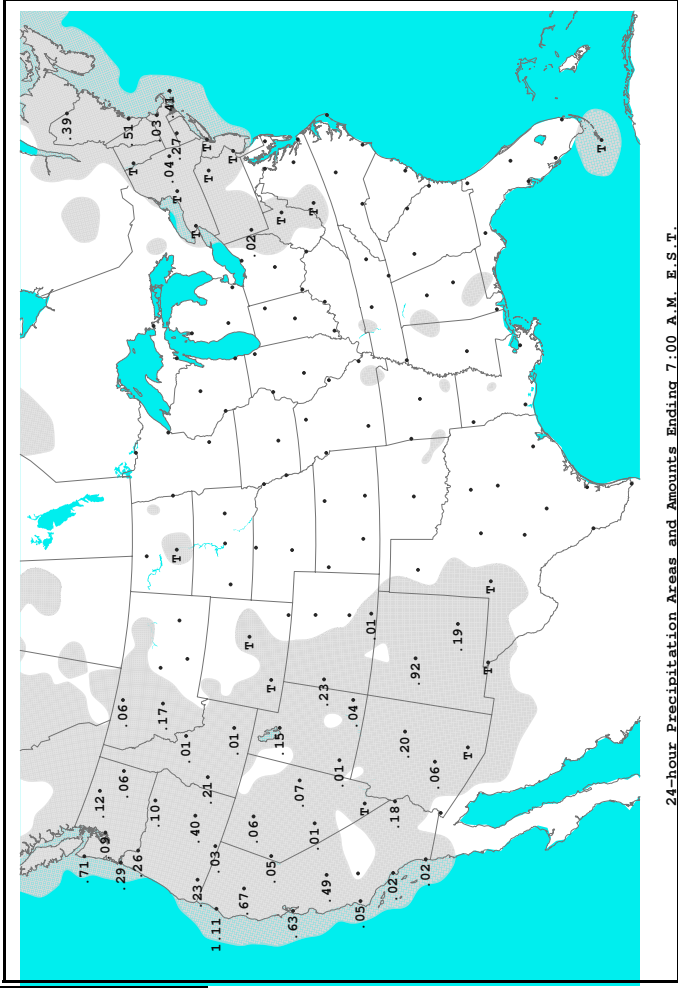 .39
.71
.12
.09
.29
.06
.06
.51
T
.26
.10
.03
.17
.04
.41
T
T
.27
.01
.40
T
.23
.21
T
T
.03
1.11
.01
T
.67
T
.02
.06
.05
T
.15
T
.63
.07
.01
T
.49
.23
.01
.04
.05
T
.01
.02
.18
.20
.92
.02
.06
.19
T
T
T
T
24-hour Precipitation Areas and Amounts Ending 7:00 A.M. E.S.T.